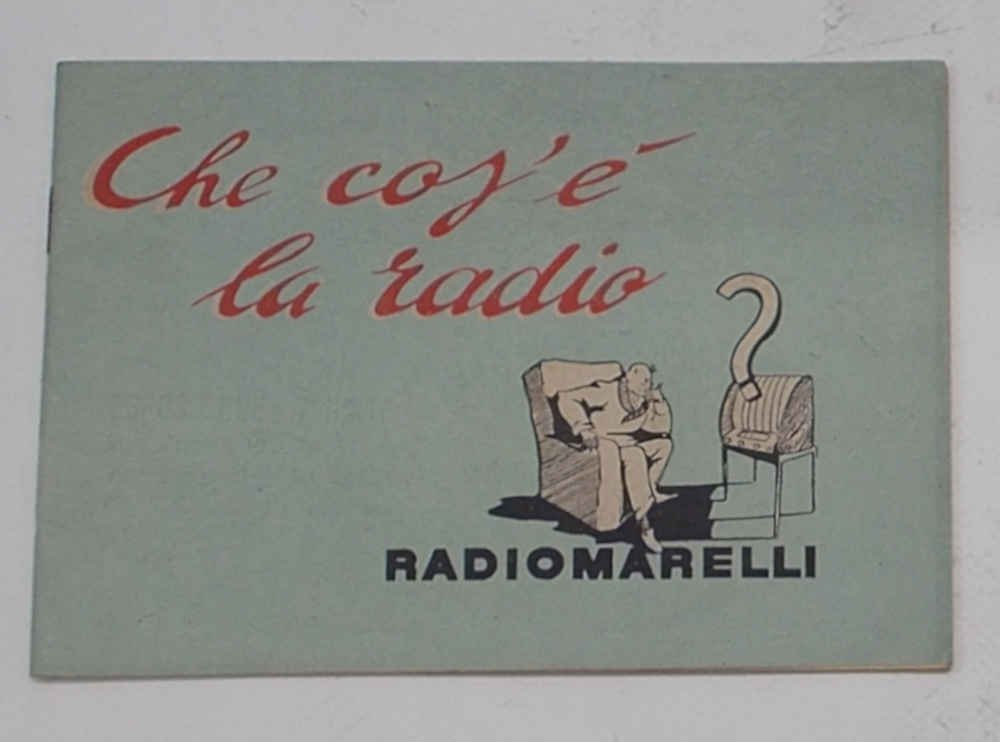 Che cos'é
la radio
?
RADIOMARELLI